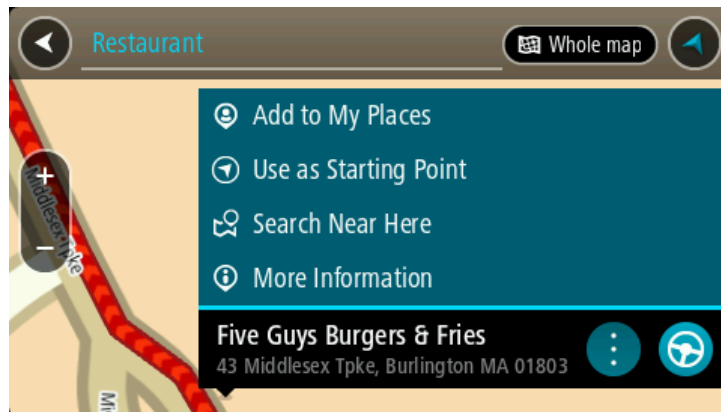 Restaurant
Whole map
Add to My Places
Use as Starting Point
Search Near Here
More Information
Five Guys Burgers & Fries
43 Middlesex Tpke, Burlington MA 01803
+
−
Middlesex Tpke
Mi